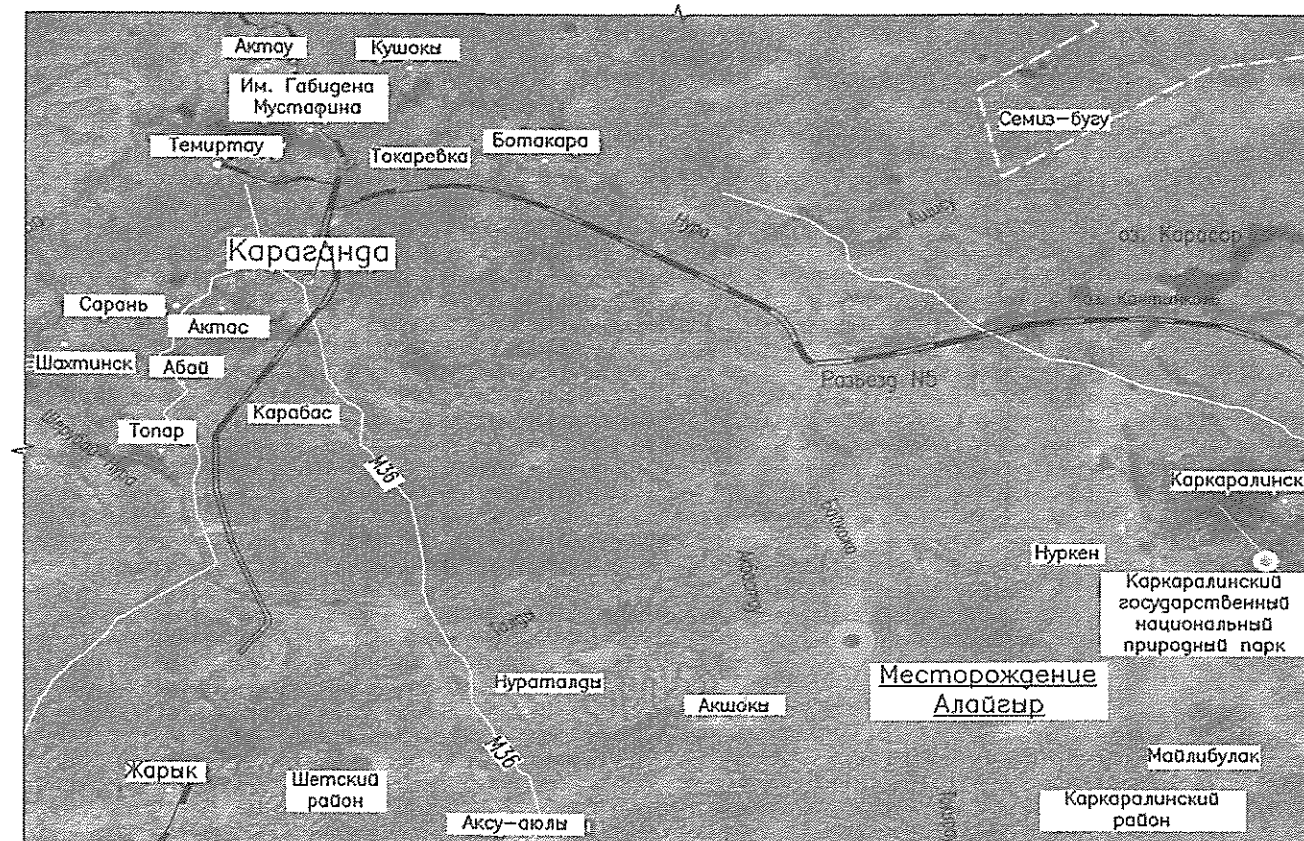 Актау
Кушокы
Им. Габидена
Мустафина
Семиз-бугу
Темиртау
Токаревка
Ботакара
Нура
оз. Карасор
Караганда
Сарань
Актас
Шахтинск
Абай
Разъезд N5
Карабас
Топар
М36
Каркаралинск
Нуркен
Каркаралинский
государственный
национальный
природный парк
Талды
Нураталды
Акшокы
Месторождение
Алайгыр
М36
Майлибулак
Жарык
Шетский
район
Каркаралинский
район
Аксу-аюлы